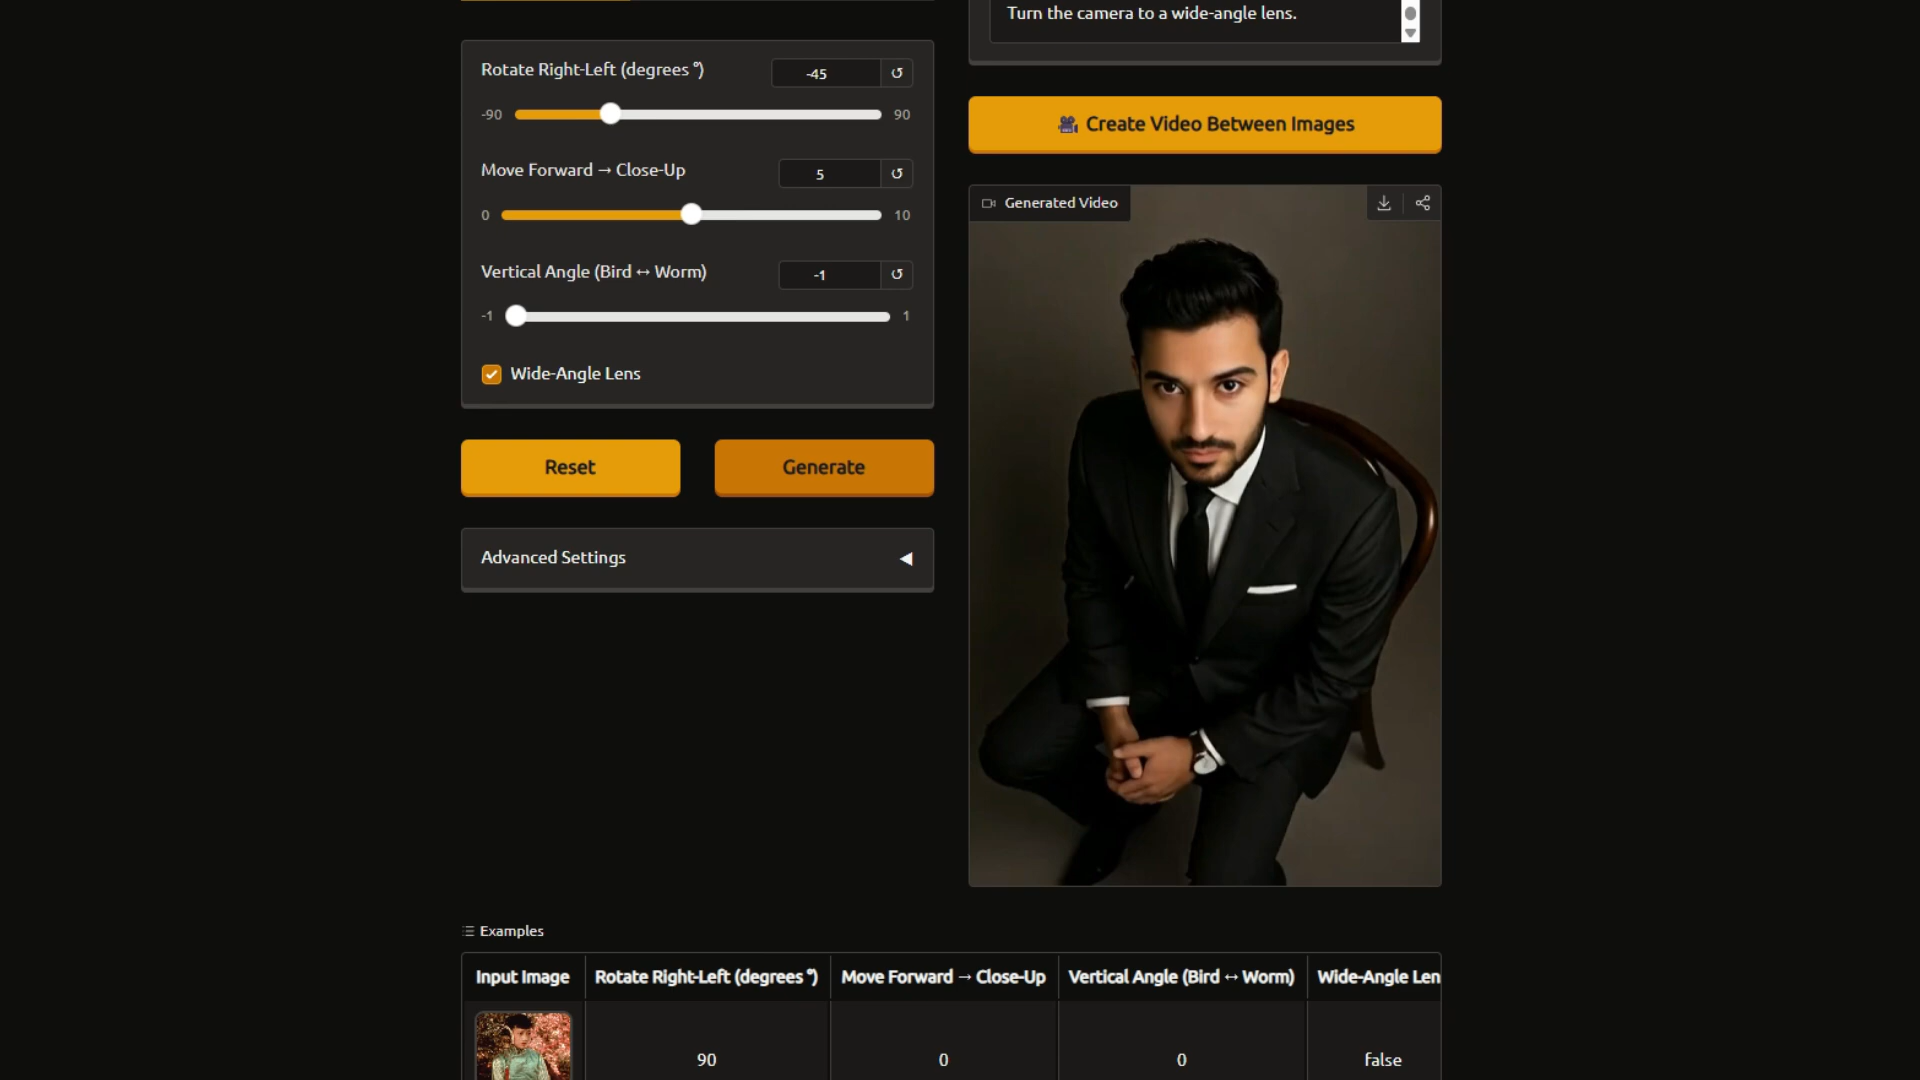 Rotate Right-Left (degrees °)
-45
↺
-90
90
Move Forward → Close-Up
5
↺
0
10
Vertical Angle (Bird ↔ Worm)
-1
↺
-1
1
Wide-Angle Lens
Reset
Generate
Advanced Settings
Turn the camera to a wide-angle lens.
🎥 Create Video Between Images
Generated Video
Examples
Input Image Rotate Right-Left (degrees °) Move Forward → Close-Up Vertical Angle (Bird ↔ Worm) Wide-Angle Len
90 0 0 false